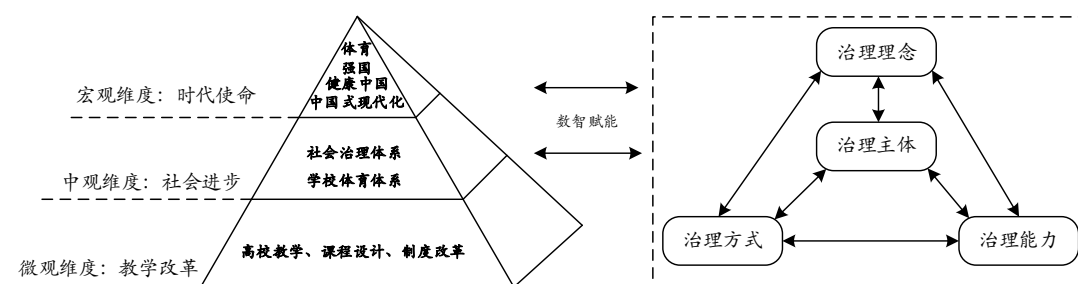 体育
强国
健康中国
中国式现代化
宏观维度：时代使命
社会治理体系
学校体育体系
中观维度：社会进步
高校教学、课程设计、制度改革
微观维度：教学改革
数智赋能
治理理念
治理主体
治理方式
治理能力